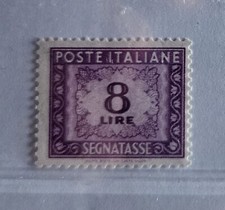 POSTE ITALIANE
8
LIRE
SEGNATASSE